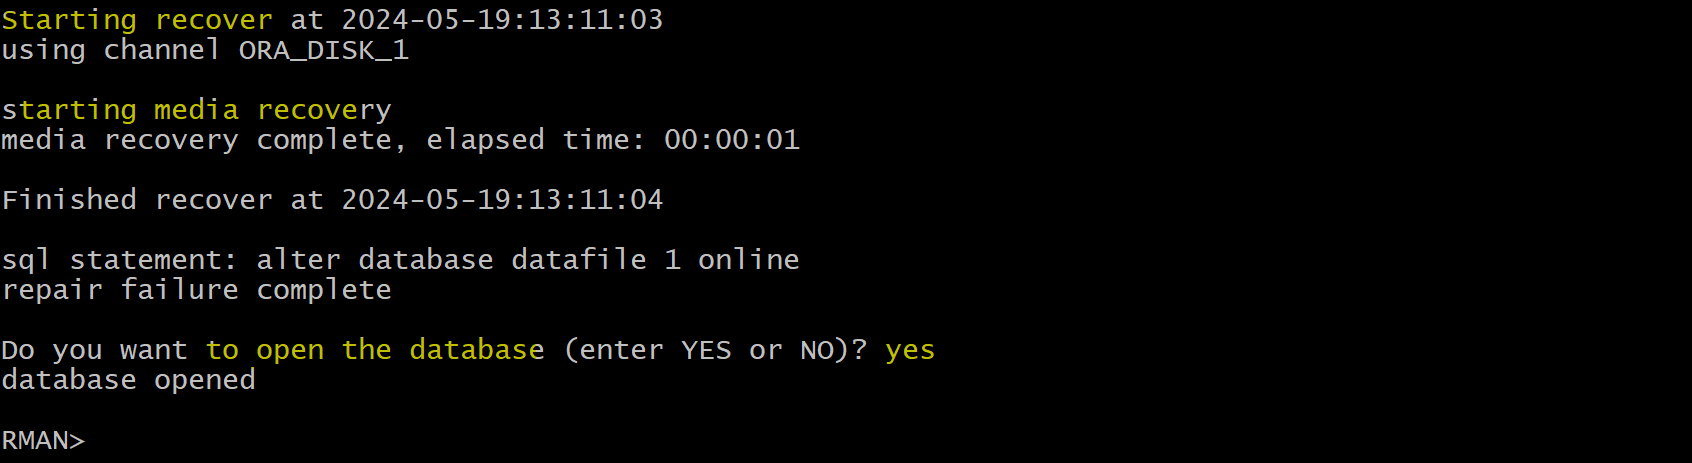 Starting recover at 2024-05-19:13:11:03
using channel ORA_DISK_1
starting media recovery
media recovery complete, elapsed time: 00:00:01
Finished recover at 2024-05-19:13:11:04
sql statement: alter database datafile 1 online
repair failure complete
Do you want to open the database (enter YES or NO)? yes
database opened
RMAN>